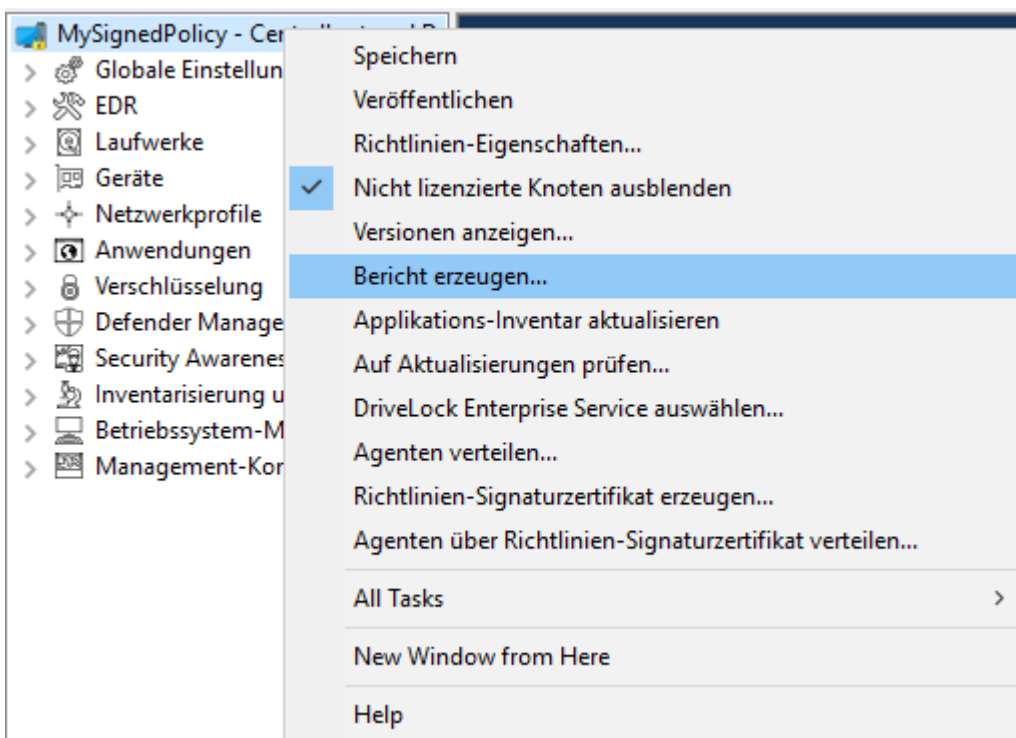 MySignedPolicy - Cer
Globale Einstellun
EDR
Laufwerke
Geräte
Netzwerkprofile
Anwendungen
Verschlüsselung
Defender Manage
Security Awarenes
Inventarisierung u
Betriebssystem-M
Management-Kor
Speichern
Veröffentlichen
Richtlinien-Eigenschaften...
Nicht lizenzierte Knoten ausblenden
Versionen anzeigen...
Bericht erzeugen...
Applikations-Inventar aktualisieren
Auf Aktualisierungen prüfen...
DriveLock Enterprise Service auswählen...
Agenten verteilen...
Richtlinien-Signaturzertifikat erzeugen...
Agenten über Richtlinien-Signaturzertifikat verteilen...
All Tasks
New Window from Here
Help